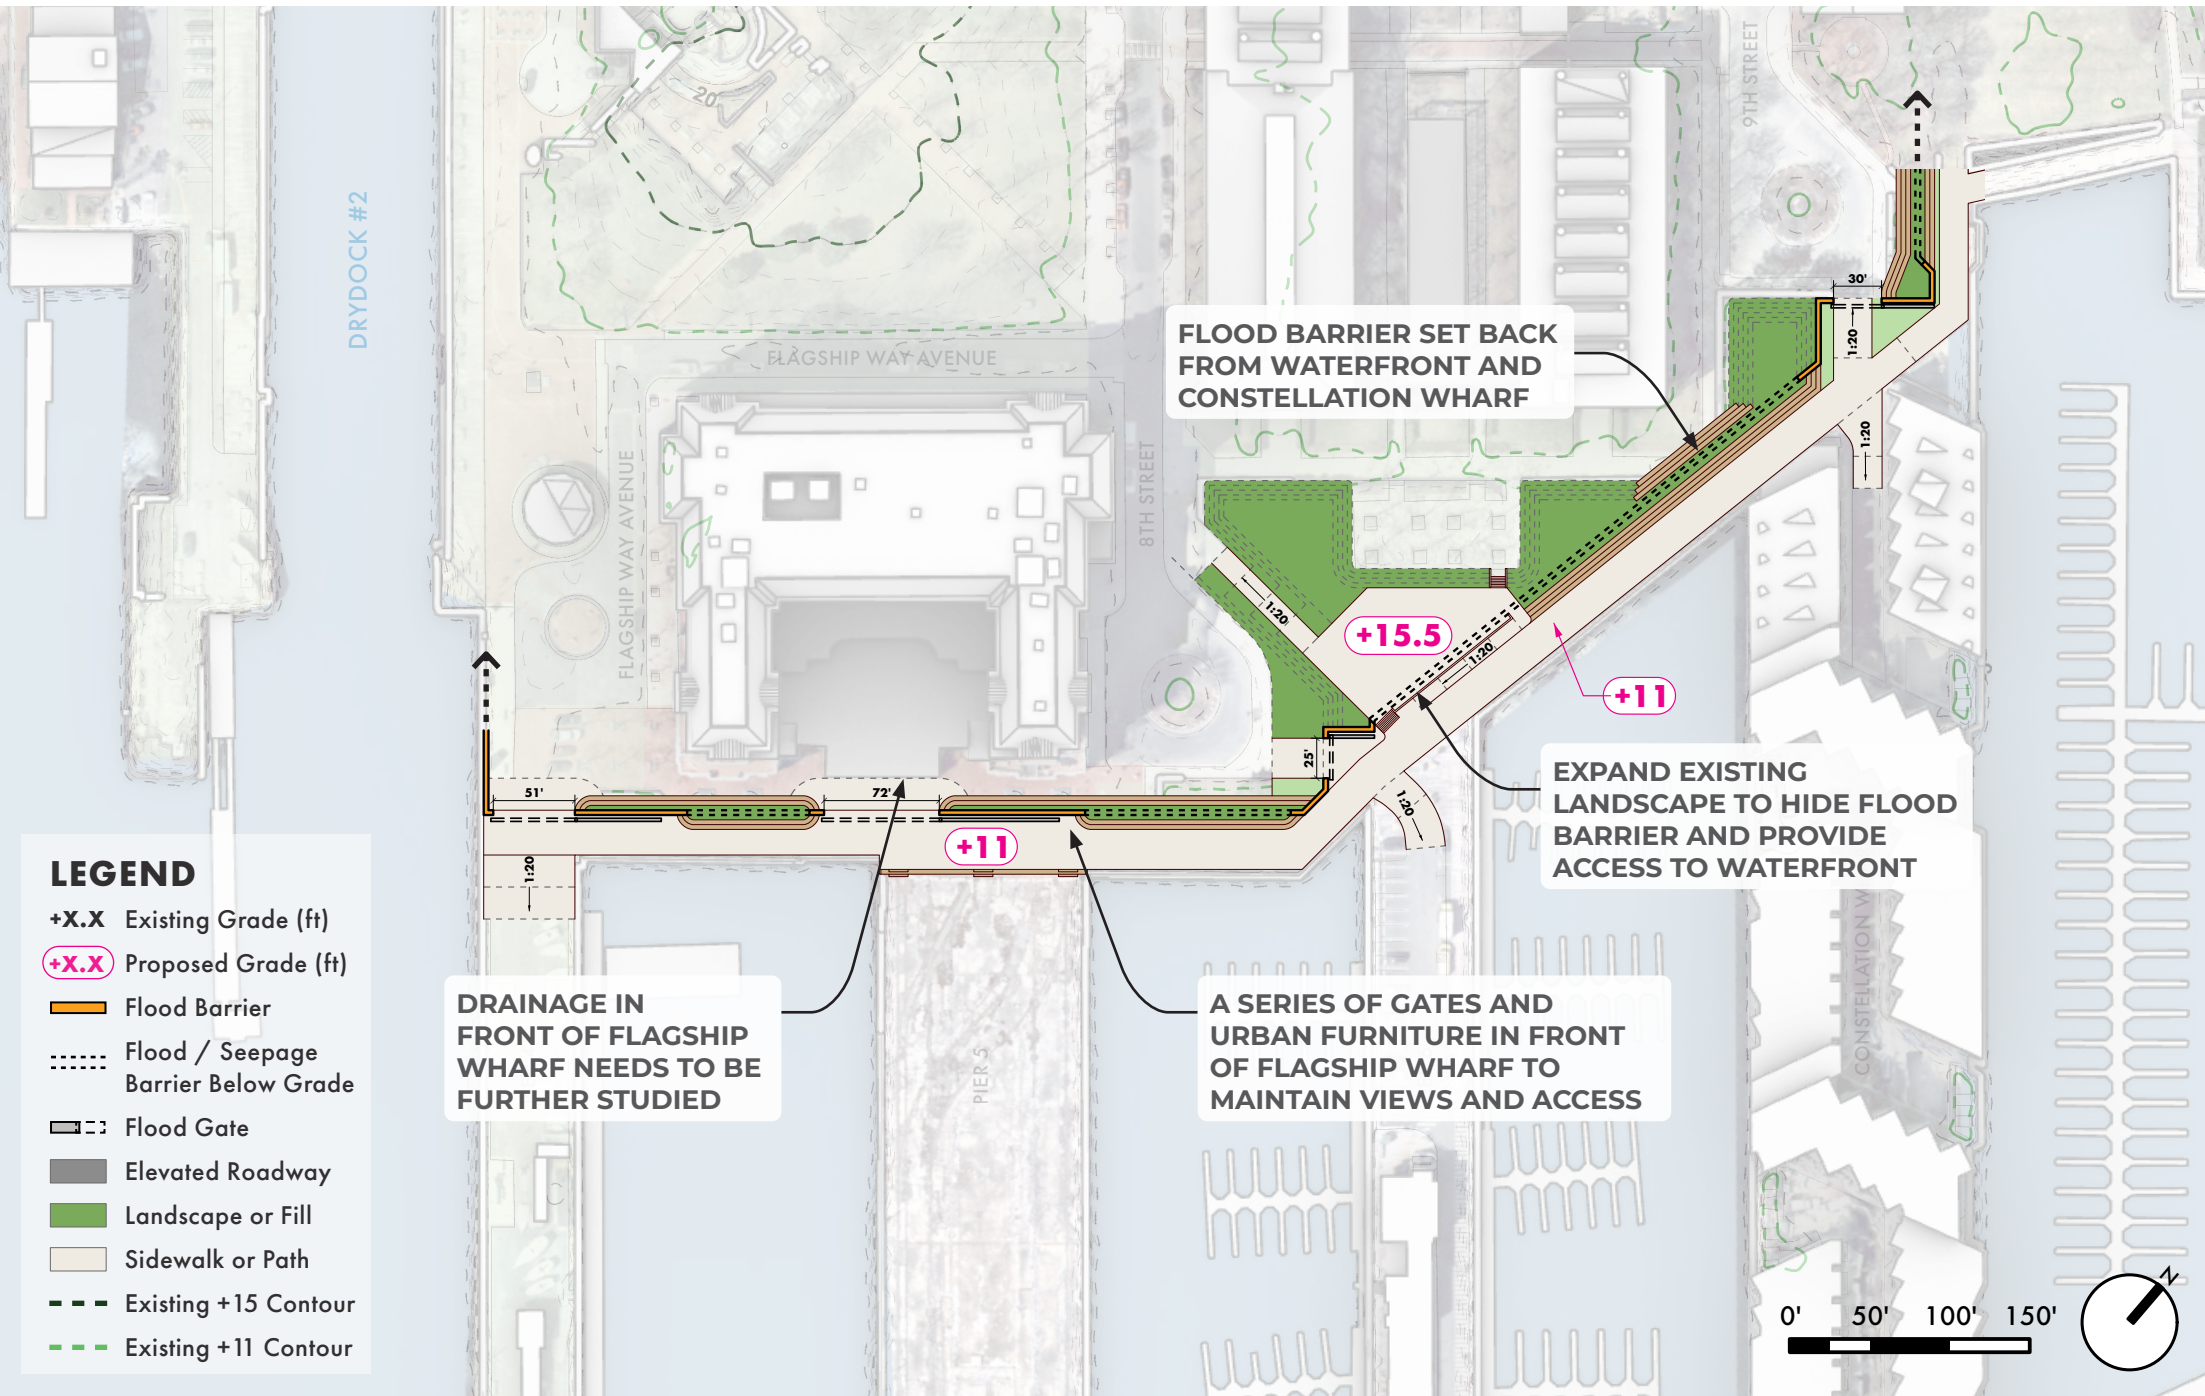 20
9TH STREET
DRYDOCK #2
30'
1:20
FLOOD BARRIER SET BACK
FROM WATERFRONT AND
CONSTELLATION WHARF
FLAGSHIP WAY AVENUE
1:20
FLAGSHIP WAY AVENUE
8TH STREET
1:20
+15.5
1:20
+11
25'
51'
72'
1:20
+11
1:20
EXPAND EXISTING
LANDSCAPE TO HIDE FLOOD
BARRIER AND PROVIDE
ACCESS TO WATERFRONT
CONSTELLATION W
DRAINAGE IN
FRONT OF FLAGSHIP
WHARF NEEDS TO BE
FURTHER STUDIED
PIER 5
A SERIES OF GATES AND
URBAN FURNITURE IN FRONT
OF FLAGSHIP WHARF TO
MAINTAIN VIEWS AND ACCESS
LEGEND
+X.X Existing Grade (ft)
+X.X Proposed Grade (ft)
Flood Barrier
Flood / Seepage
Barrier Below Grade
Flood Gate
Elevated Roadway
Landscape or Fill
Sidewalk or Path
Existing +15 Contour
Existing +11 Contour
0' 50' 100' 150'
N